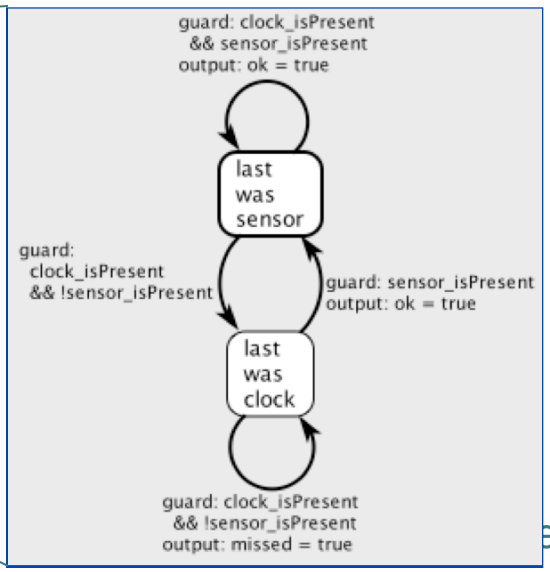 guard: clock_isPresent
&& sensor_isPresent
output: ok = true
last
was
sensor
guard:
clock_isPresent
&& !sensor_isPresent
guard: sensor_isPresent
output: ok = true
last
was
clock
guard: clock_isPresent
&& !sensor_isPresent
output: missed = true